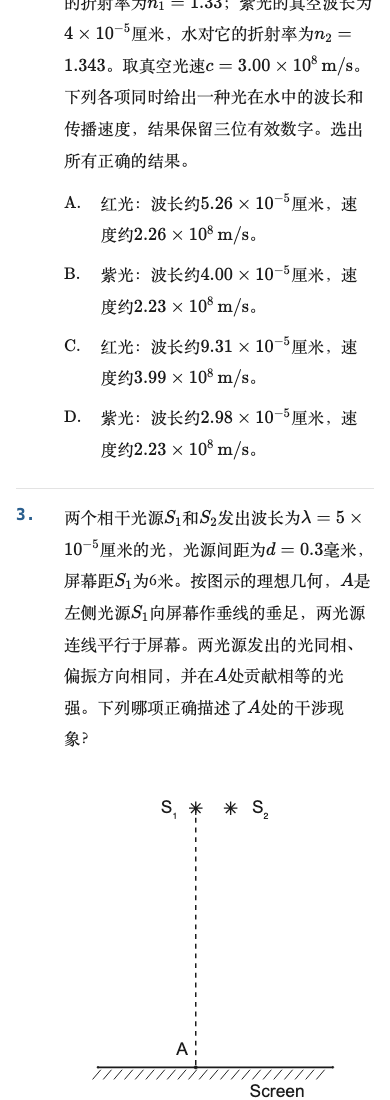 的折射率为n₁ = 1.33；紫光的真空波长为
4 × 10⁻⁵厘米，水对它的折射率为n₂ =
1.343。取真空光速c = 3.00 × 10⁸ m/s。
下列各项同时给出一种光在水中的波长和
传播速度，结果保留三位有效数字。选出
所有正确的结果。
A. 红光：波长约5.26 × 10⁻⁵厘米，速
度约2.26 × 10⁸ m/s。
B. 紫光：波长约4.00 × 10⁻⁵厘米，速
度约2.23 × 10⁸ m/s。
C. 红光：波长约9.31 × 10⁻⁵厘米，速
度约3.99 × 10⁸ m/s。
D. 紫光：波长约2.98 × 10⁻⁵厘米，速
度约2.23 × 10⁸ m/s。
3. 两个相干光源S₁和S₂发出波长为λ = 5 ×
10⁻⁵厘米的光，光源间距为d = 0.3毫米，
屏幕距S₁为6米。按图示的理想几何，A是
左侧光源S₁向屏幕作垂线的垂足，两光源
连线平行于屏幕。两光源发出的光同相、
偏振方向相同，并在A处贡献相等的光
强。下列哪项正确描述了A处的干涉现
象？
S₁ S₂
A
Screen